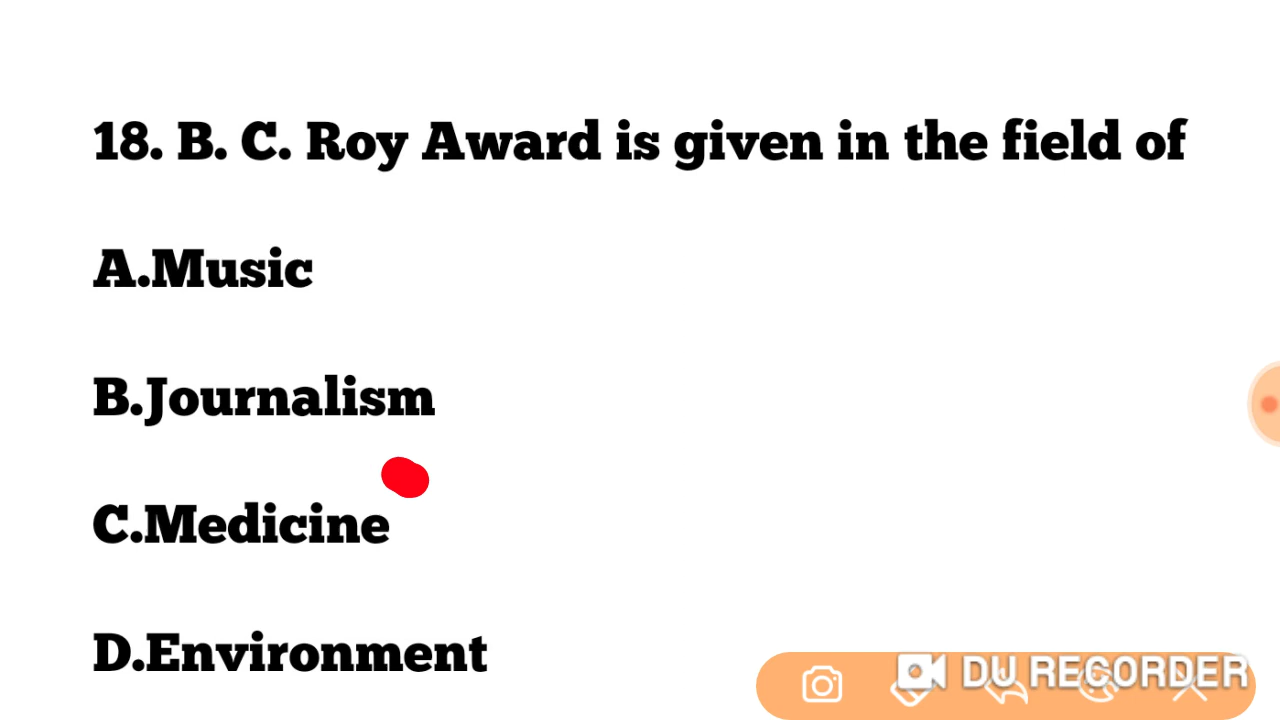 18. B. C. Roy Award is given in the field of
A.Music
B.Journalism
C.Medicine
D.Environment
DU RECORDER